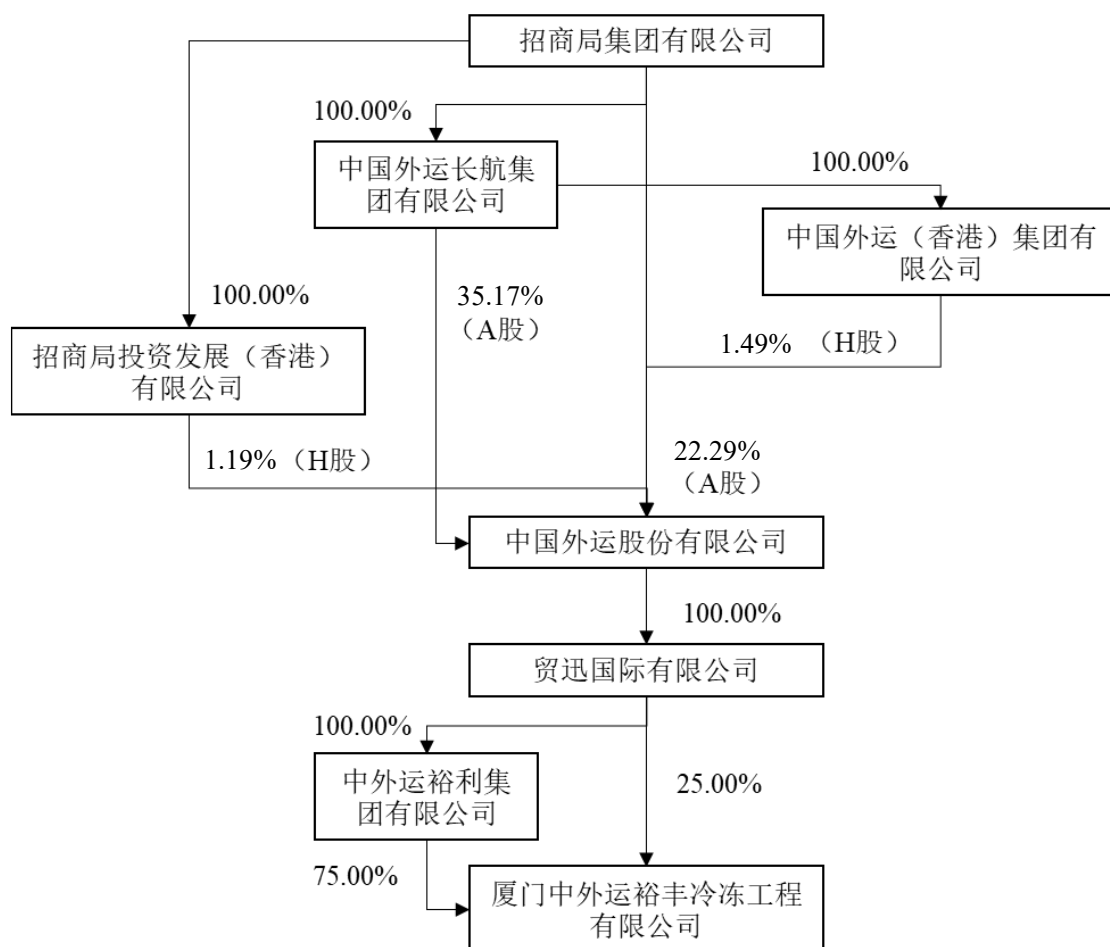 招商局集团有限公司
100.00%
中国外运长航集
团有限公司
100.00%
中国外运（香港）集团有
限公司
100.00%
35.17%
（A股）
1.49% （H股）
招商局投资发展（香港）
有限公司
1.19%（H股）
22.29%
（A股）
中国外运股份有限公司
100.00%
贸迅国际有限公司
100.00%
中外运裕利集
团有限公司
25.00%
75.00%
厦门中外运裕丰冷冻工程
有限公司